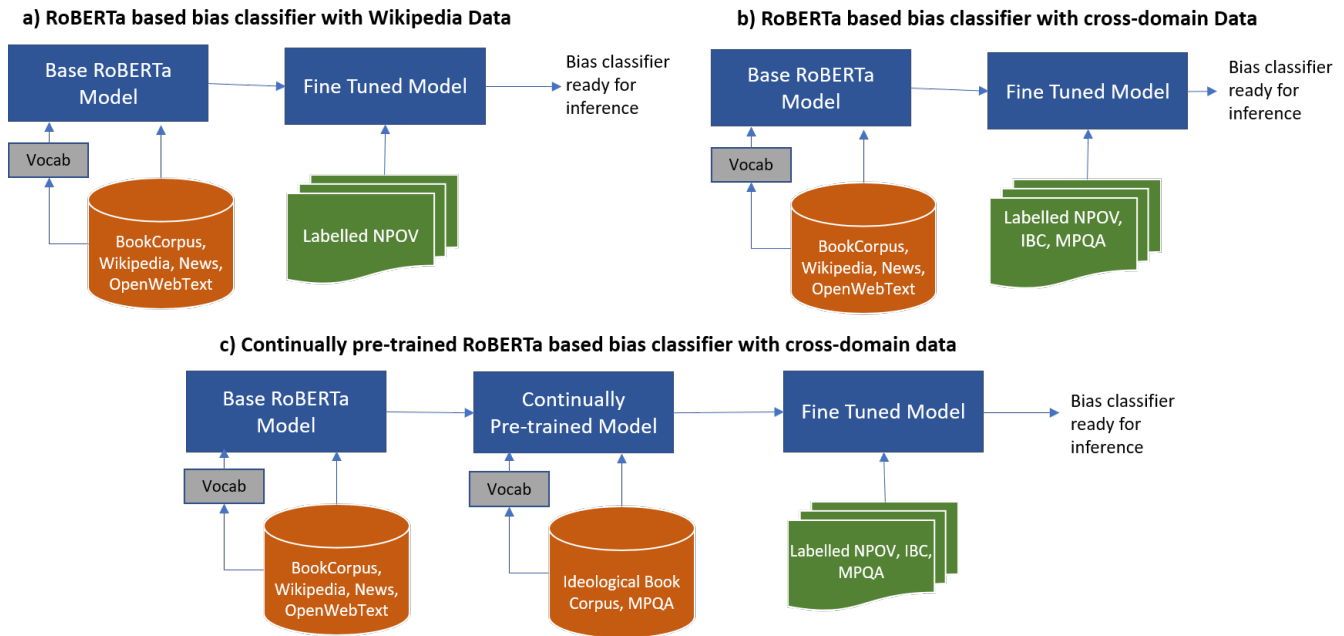 a) RoBERTa based bias classifier with Wikipedia Data
Base RoBERTa
Model
Fine Tuned Model
Bias classifier
ready for
inference
Vocab
BookCorpus,
Wikipedia, News,
OpenWebText
Labelled NPOV
b) RoBERTa based bias classifier with cross-domain Data
Base RoBERTa
Model
Fine Tuned Model
Bias classifier
ready for
inference
Vocab
BookCorpus,
Wikipedia, News,
OpenWebText
Labelled NPOV,
IBC, MPQA
c) Continually pre-trained RoBERTa based bias classifier with cross-domain data
Base RoBERTa
Model
Continually
Pre-trained Model
Fine Tuned Model
Bias classifier
ready for
inference
Vocab
BookCorpus,
Wikipedia, News,
OpenWebText
Vocab
Ideological Book
Corpus, MPQA
Labelled NPOV, IBC,
MPQA